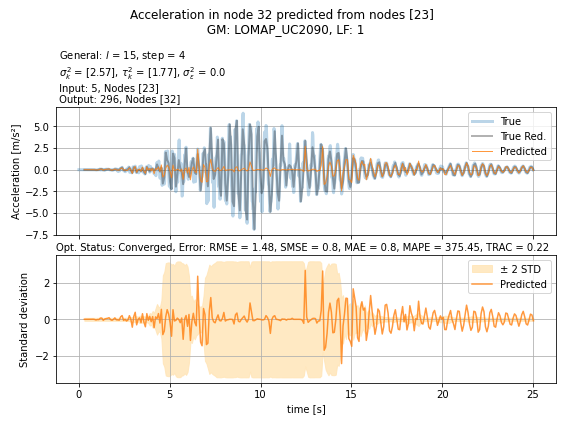 Acceleration in node 32 predicted from nodes [23]
GM: LOMAP_UC2090, LF: 1
General: l = 15, step = 4
σ²ₖ = [2.57], τ²ₖ = [1.77], σ²ε = 0.0
Input: 5, Nodes [23]
Output: 296, Nodes [32]
Acceleration [m/s²]
5.0
2.5
0.0
−2.5
−5.0
−7.5
True
True Red.
Predicted
Opt. Status: Converged, Error: RMSE = 1.48, SMSE = 0.8, MAE = 0.8, MAPE = 375.45, TRAC = 0.22
Standard deviation
2
0
−2
± 2 STD
Predicted
0 5 10 15 20 25
time [s]